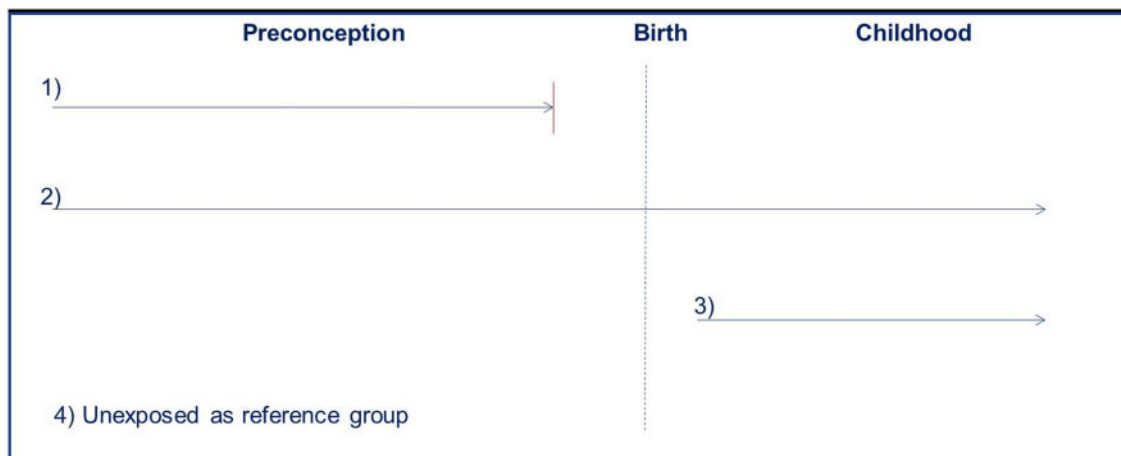 Preconception Birth Childhood
1)
2)
3)
4) Unexposed as reference group